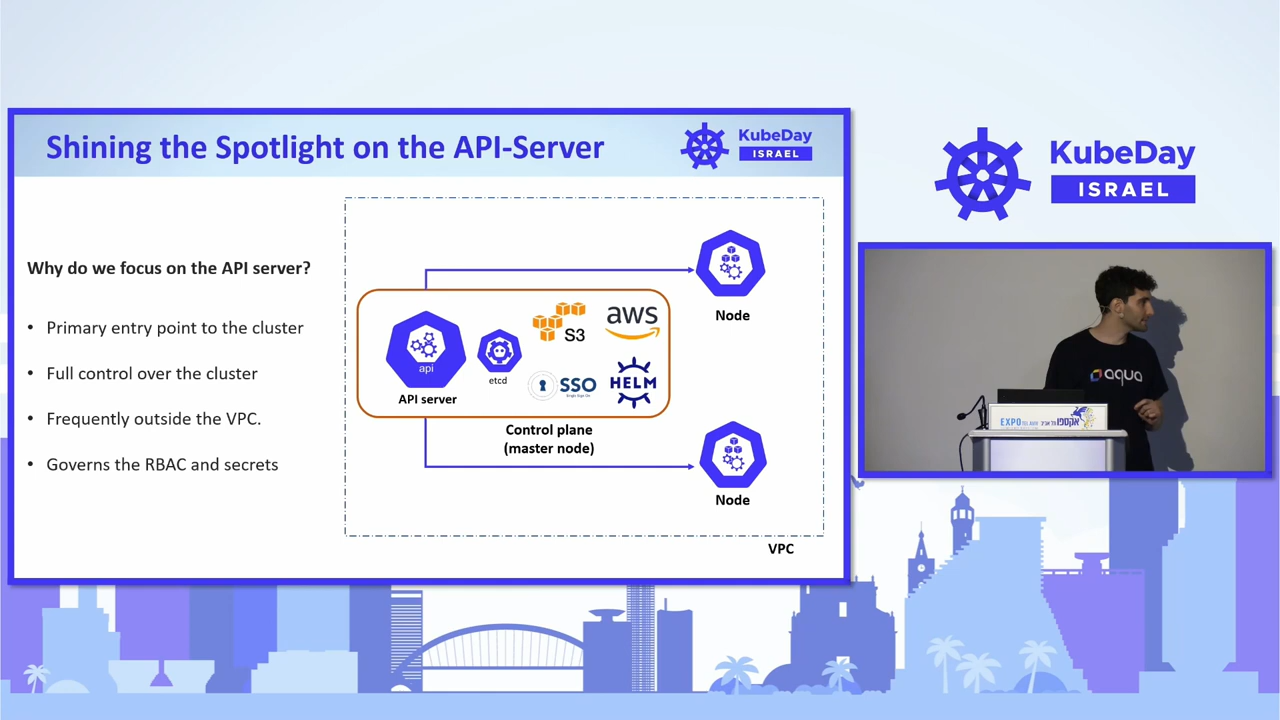 Shining the Spotlight on the API-Server
KubeDay
ISRAEL
Why do we focus on the API server?
• Primary entry point to the cluster
• Full control over the cluster
• Frequently outside the VPC.
• Governs the RBAC and secrets
api
API server
etcd
S3
aws
SSO
HELM
Control plane
(master node)
Node
Node
VPC
KubeDay
ISRAEL
aqua
EXPO
אקספו